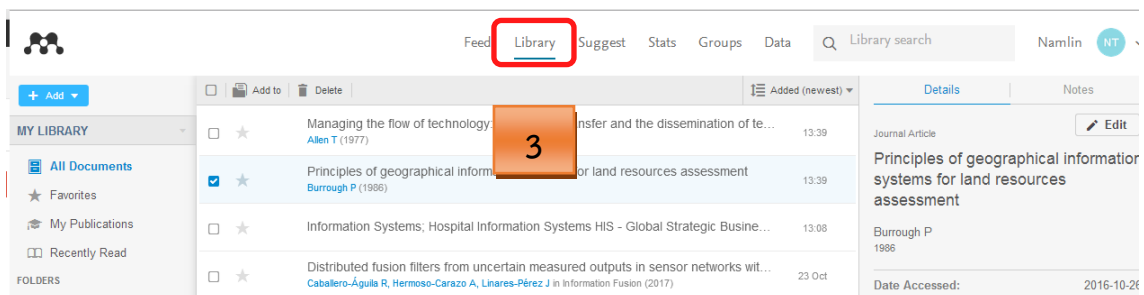 Feed Library Suggest Stats Groups Data Library search Namlin NT
+ Add Add to Delete Added (newest) Details Notes
MY LIBRARY
All Documents
Favorites
My Publications
Recently Read
FOLDERS
Managing the flow of technology: nsfer and the dissemination of te... 13:39
Allen T (1977)
Principles of geographical inform or land resources assessment 13:39
Burrough P (1986)
Information Systems; Hospital Information Systems HIS - Global Strategic Busine... 13:08
Distributed fusion filters from uncertain measured outputs in sensor networks wit... 23 Oct
Caballero-Águila R, Hermoso-Carazo A, Linares-Pérez J in Information Fusion (2017)
3
Journal Article Edit
Principles of geographical information
systems for land resources
assessment
Burrough P
1986
Date Accessed: 2016-10-26